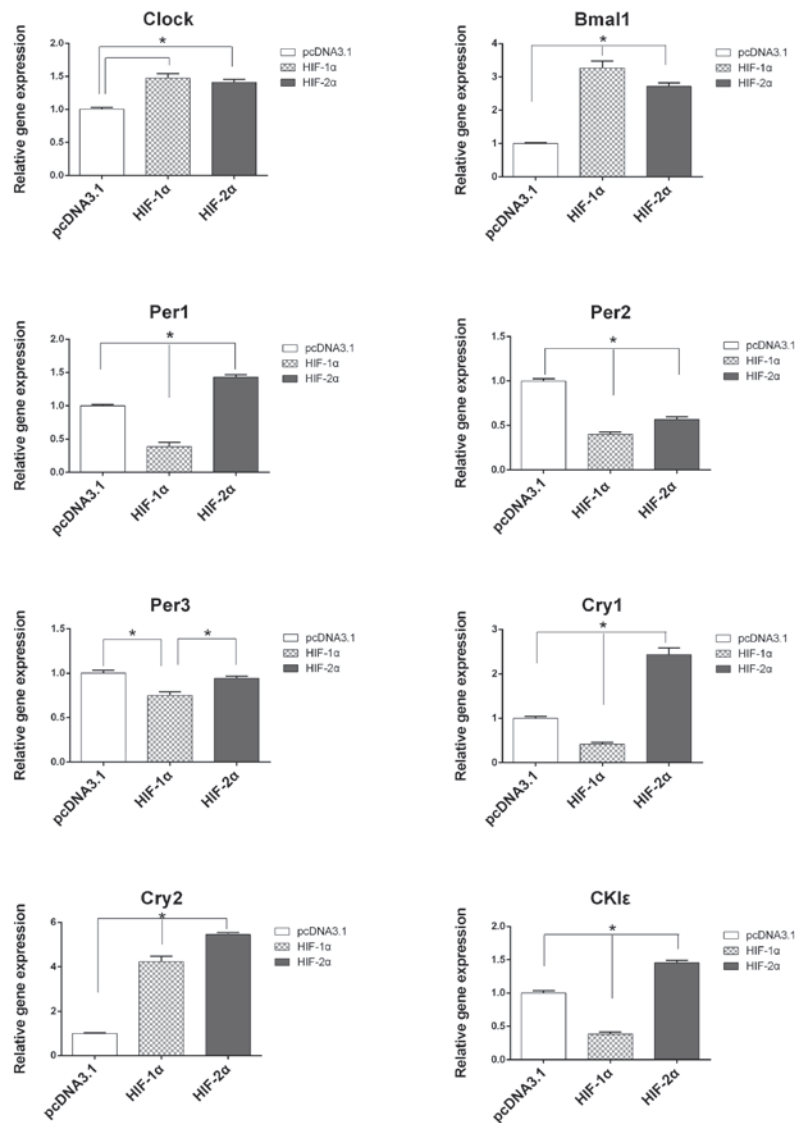 Clock
Relative gene expression
2.0
1.5
1.0
0.5
0.0
*
pcDNA3.1
HIF-1α
HIF-2α
pcDNA3.1
HIF-1α
HIF-2α
Bmal1
Relative gene expression
4
3
2
1
0
*
pcDNA3.1
HIF-1α
HIF-2α
pcDNA3.1
HIF-1α
HIF-2α
Per1
Relative gene expression
2.0
1.5
1.0
0.5
0.0
*
pcDNA3.1
HIF-1α
HIF-2α
pcDNA3.1
HIF-1α
HIF-2α
Per2
Relative gene expression
1.5
1.0
0.5
0.0
*
pcDNA3.1
HIF-1α
HIF-2α
pcDNA3.1
HIF-1α
HIF-2α
Per3
Relative gene expression
1.5
1.0
0.5
0.0
* *
pcDNA3.1
HIF-1α
HIF-2α
pcDNA3.1
HIF-1α
HIF-2α
Cry1
Relative gene expression
3
2
1
0
*
pcDNA3.1
HIF-1α
HIF-2α
pcDNA3.1
HIF-1α
HIF-2α
Cry2
Relative gene expression
6
4
2
0
*
pcDNA3.1
HIF-1α
HIF-2α
pcDNA3.1
HIF-1α
HIF-2α
CKIε
Relative gene expression
2.0
1.5
1.0
0.5
0.0
*
pcDNA3.1
HIF-1α
HIF-2α
pcDNA3.1
HIF-1α
HIF-2α